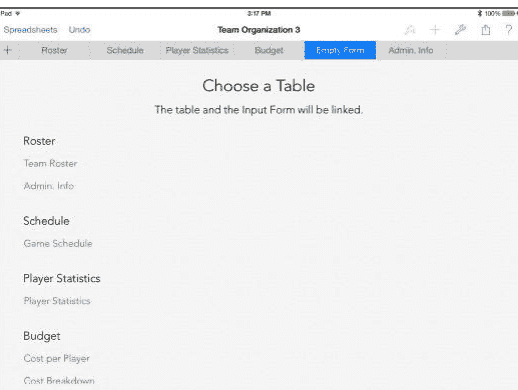 Pad 3:17 PM 100%
Spreadsheets Undo Team Organization 3 ?
+ Roster Schedule Player Statistics Budget Empty Form Admin. Info
Choose a Table
The table and the Input Form will be linked.
Roster
Team Roster
Admin. Info
Schedule
Game Schedule
Player Statistics
Player Statistics
Budget
Cost per Player
Cost Breakdown